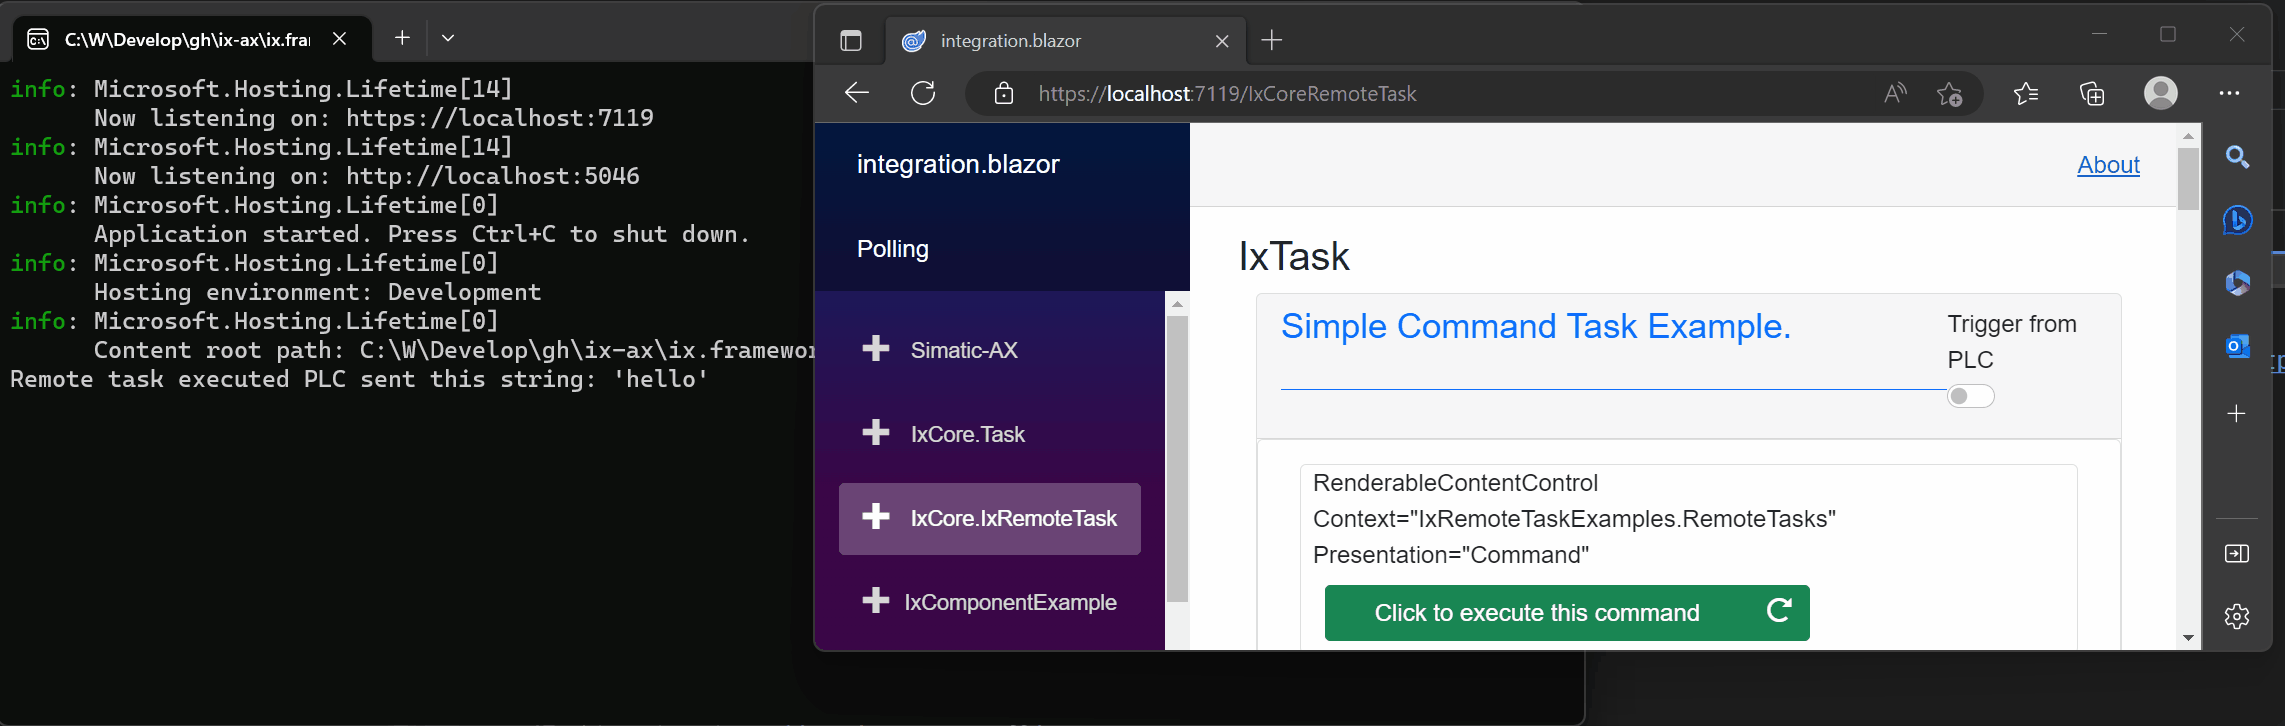 C:\W\Develop\gh\ix-ax\ix.fra
info: Microsoft.Hosting.Lifetime[14]
Now listening on: https://localhost:7119
info: Microsoft.Hosting.Lifetime[14]
Now listening on: http://localhost:5046
info: Microsoft.Hosting.Lifetime[0]
Application started. Press Ctrl+C to shut down.
info: Microsoft.Hosting.Lifetime[0]
Hosting environment: Development
info: Microsoft.Hosting.Lifetime[0]
Content root path: C:\W\Develop\gh\ix-ax\ix.framewor
Remote task executed PLC sent this string: 'hello'
integration.blazor
https://localhost:7119/IxCoreRemoteTask
integration.blazor
Polling
Simatic-AX
IxCore.Task
IxCore.IxRemoteTask
IxComponentExample
About
IxTask
Simple Command Task Example.
Trigger from
PLC
RenderableContentControl
Context="IxRemoteTaskExamples.RemoteTasks"
Presentation="Command"
Click to execute this command